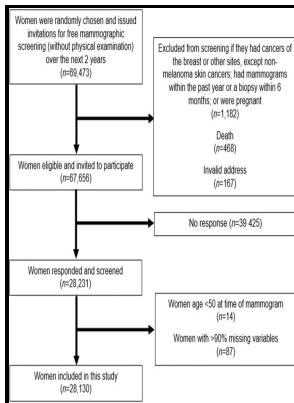 Women were randomly chosen and issued
invitations for free mammographic
screening (without physical examination)
over the next 2 years
(n=69,473)
Excluded from screening if they had cancers of
the breast or other sites, except non-
melanoma skin cancers; had mammograms
within the past year or a biopsy within 6
months; or were pregnant
(n=1,182)
Death
(n=468)
Invalid address
(n=167)
Women eligible and invited to participate
(n=67,656)
No response (n=39 425)
Women responded and screened
(n=28,231)
Women age <50 at time of mammogram
(n=14)
Women with >90% missing variables
(n=87)
Women included in this study
(n=28,130)